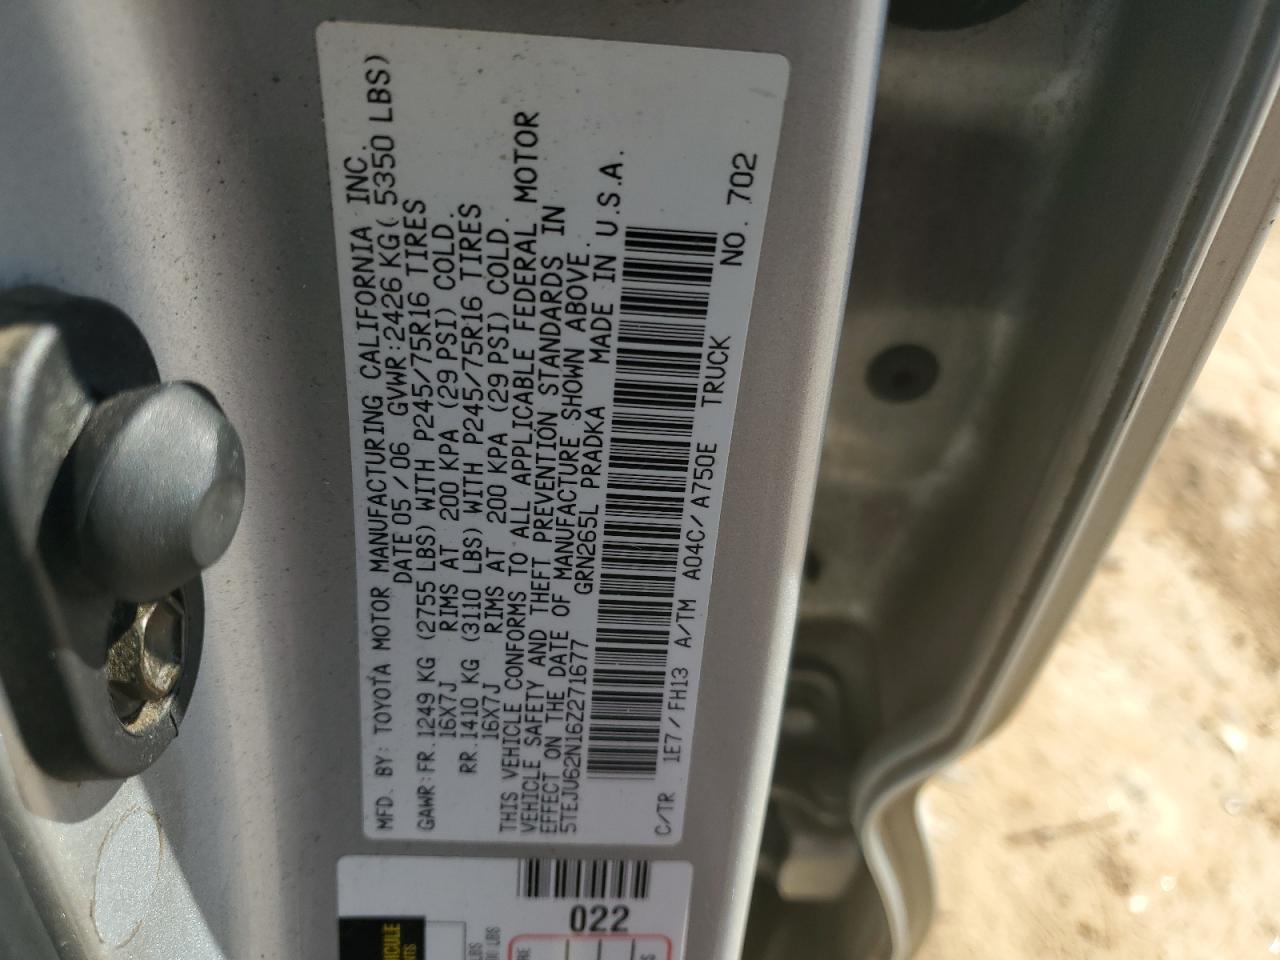 MFD. BY: TOYOTA MOTOR MANUFACTURING CALIFORNIA INC.
DATE 05/06 GVWR: 2426 KG( 5350 LBS)
GAWR: FR. 1249 KG (2755 LBS) WITH P245/75R16 TIRES
16X7J RIMS AT 200 KPA (29 PSI) COLD.
RR. 1410 KG (3110 LBS) WITH P245/75R16 TIRES
16X7J RIMS AT 200 KPA (29 PSI) COLD.
THIS VEHICLE CONFORMS TO ALL APPLICABLE FEDERAL MOTOR
VEHICLE SAFETY AND THEFT PREVENTION STANDARDS IN
EFFECT ON THE DATE OF MANUFACTURE SHOWN ABOVE.
5TEJU62N16Z271677 GRN265L PRADKA MADE IN U.S.A.
C/TR 1E7/FH13 A/TM A04C/A750E TRUCK NO. 702
022
LBS
LBS